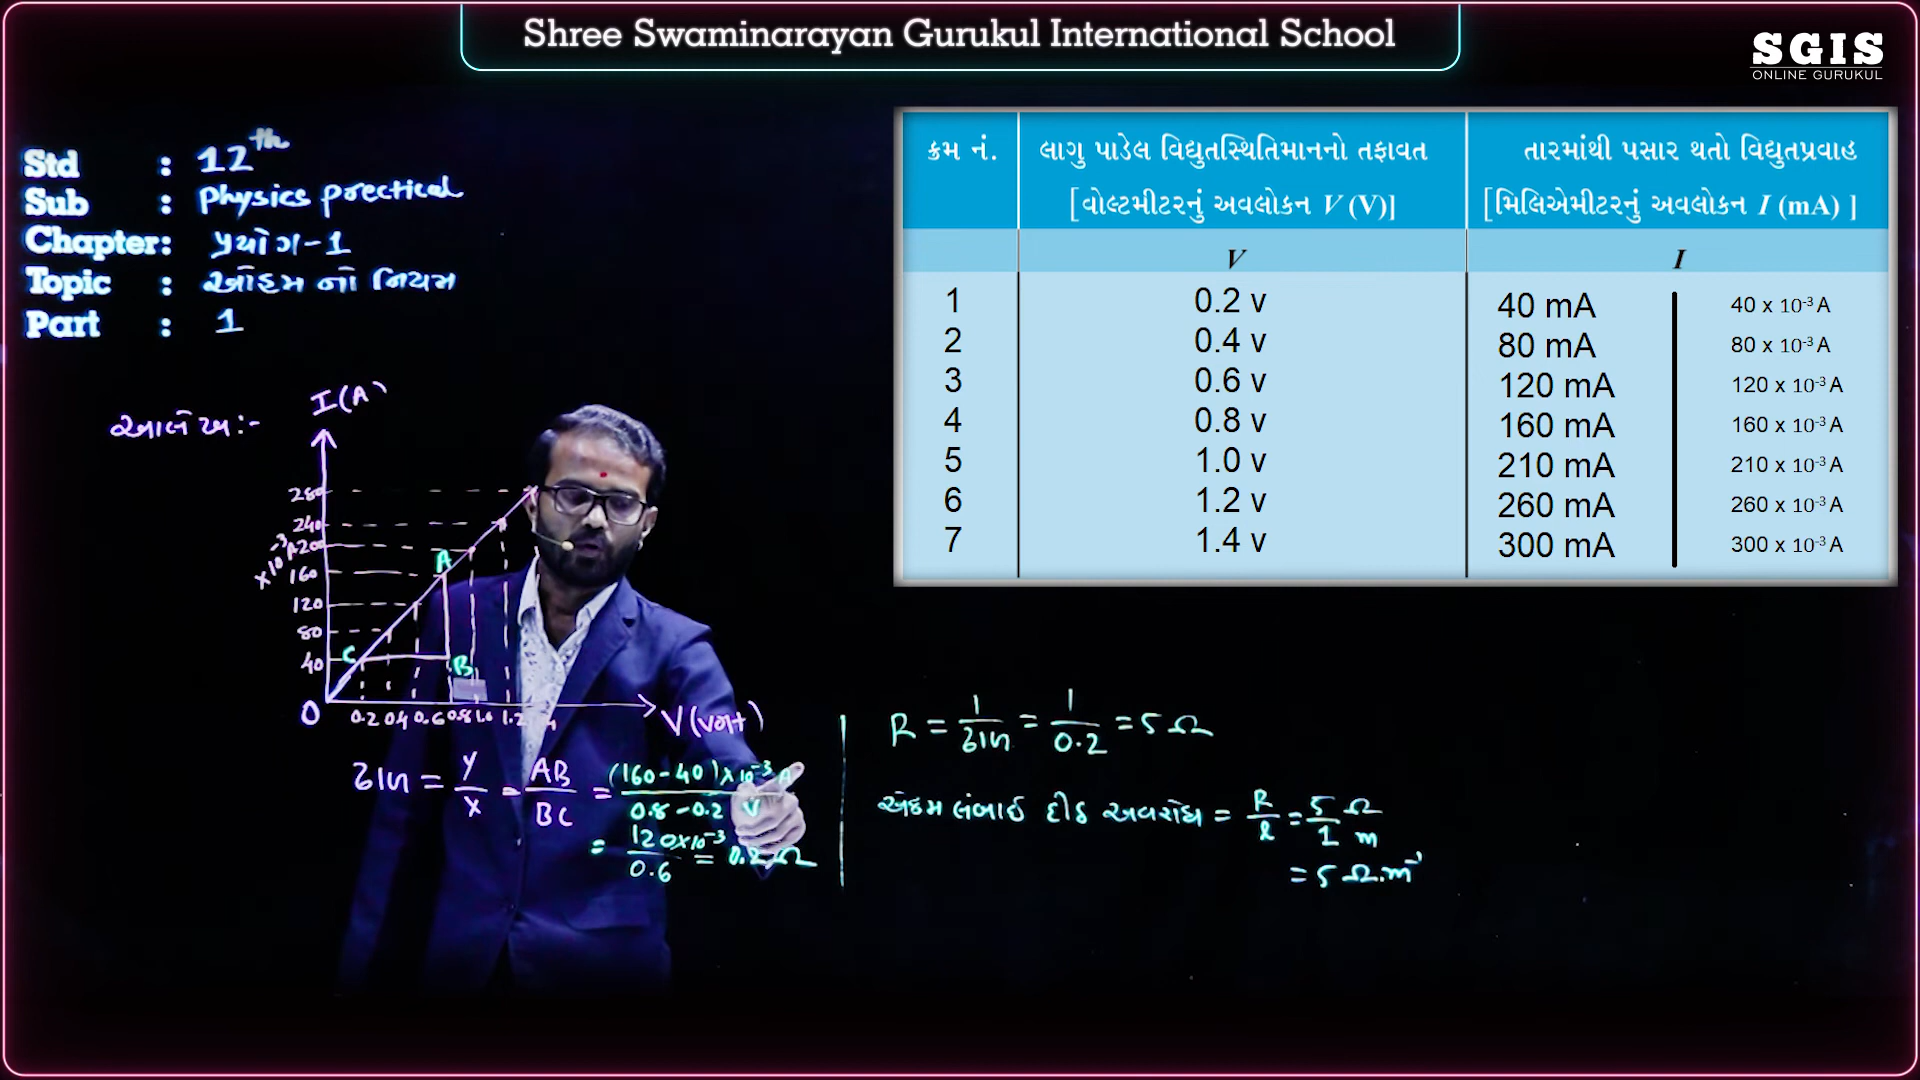 Shree Swaminarayan Gurukul International School
SGIS
ONLINE GURUKUL
Std : 12th
Sub : Physics prectical
Chapter: પ્રયોગ-1
Topic : ઓહમ નો નિયમ
Part : 1
ક્રમ નં. લાગુ પાડેલ વિદ્યુતસ્થિતિમાનનો તફાવત તારમાંથી પસાર થતો વિદ્યુતપ્રવાહ
[વોલ્ટમીટરનું અવલોકન V (V)] [મિલિએમીટરનું અવલોકન I (mA) ]
V I
1 0.2 v 40 mA 40 x 10⁻³ A
2 0.4 v 80 mA 80 x 10⁻³ A
3 0.6 v 120 mA 120 x 10⁻³ A
4 0.8 v 160 mA 160 x 10⁻³ A
5 1.0 v 210 mA 210 x 10⁻³ A
6 1.2 v 260 mA 260 x 10⁻³ A
7 1.4 v 300 mA 300 x 10⁻³ A
આલેખ:-
I(A)
280
240
200
160
120
80
40
x10⁻³ A
A
C
B
O
0.2 0.4 0.6 0.8 1.0 1.2
V(volt)
ઢાળ = Y/X = AB/BC = (160-40)x10⁻³ A / 0.8-0.2 V
= 120x10⁻³ / 0.6 = 0.2 Ω
R = 1/ઢાળ = 1/0.2 = 5 Ω
એકમ લંબાઈ દીઠ અવરોધ = R/l = 5/1 Ω/m
= 5 Ω.m⁻¹